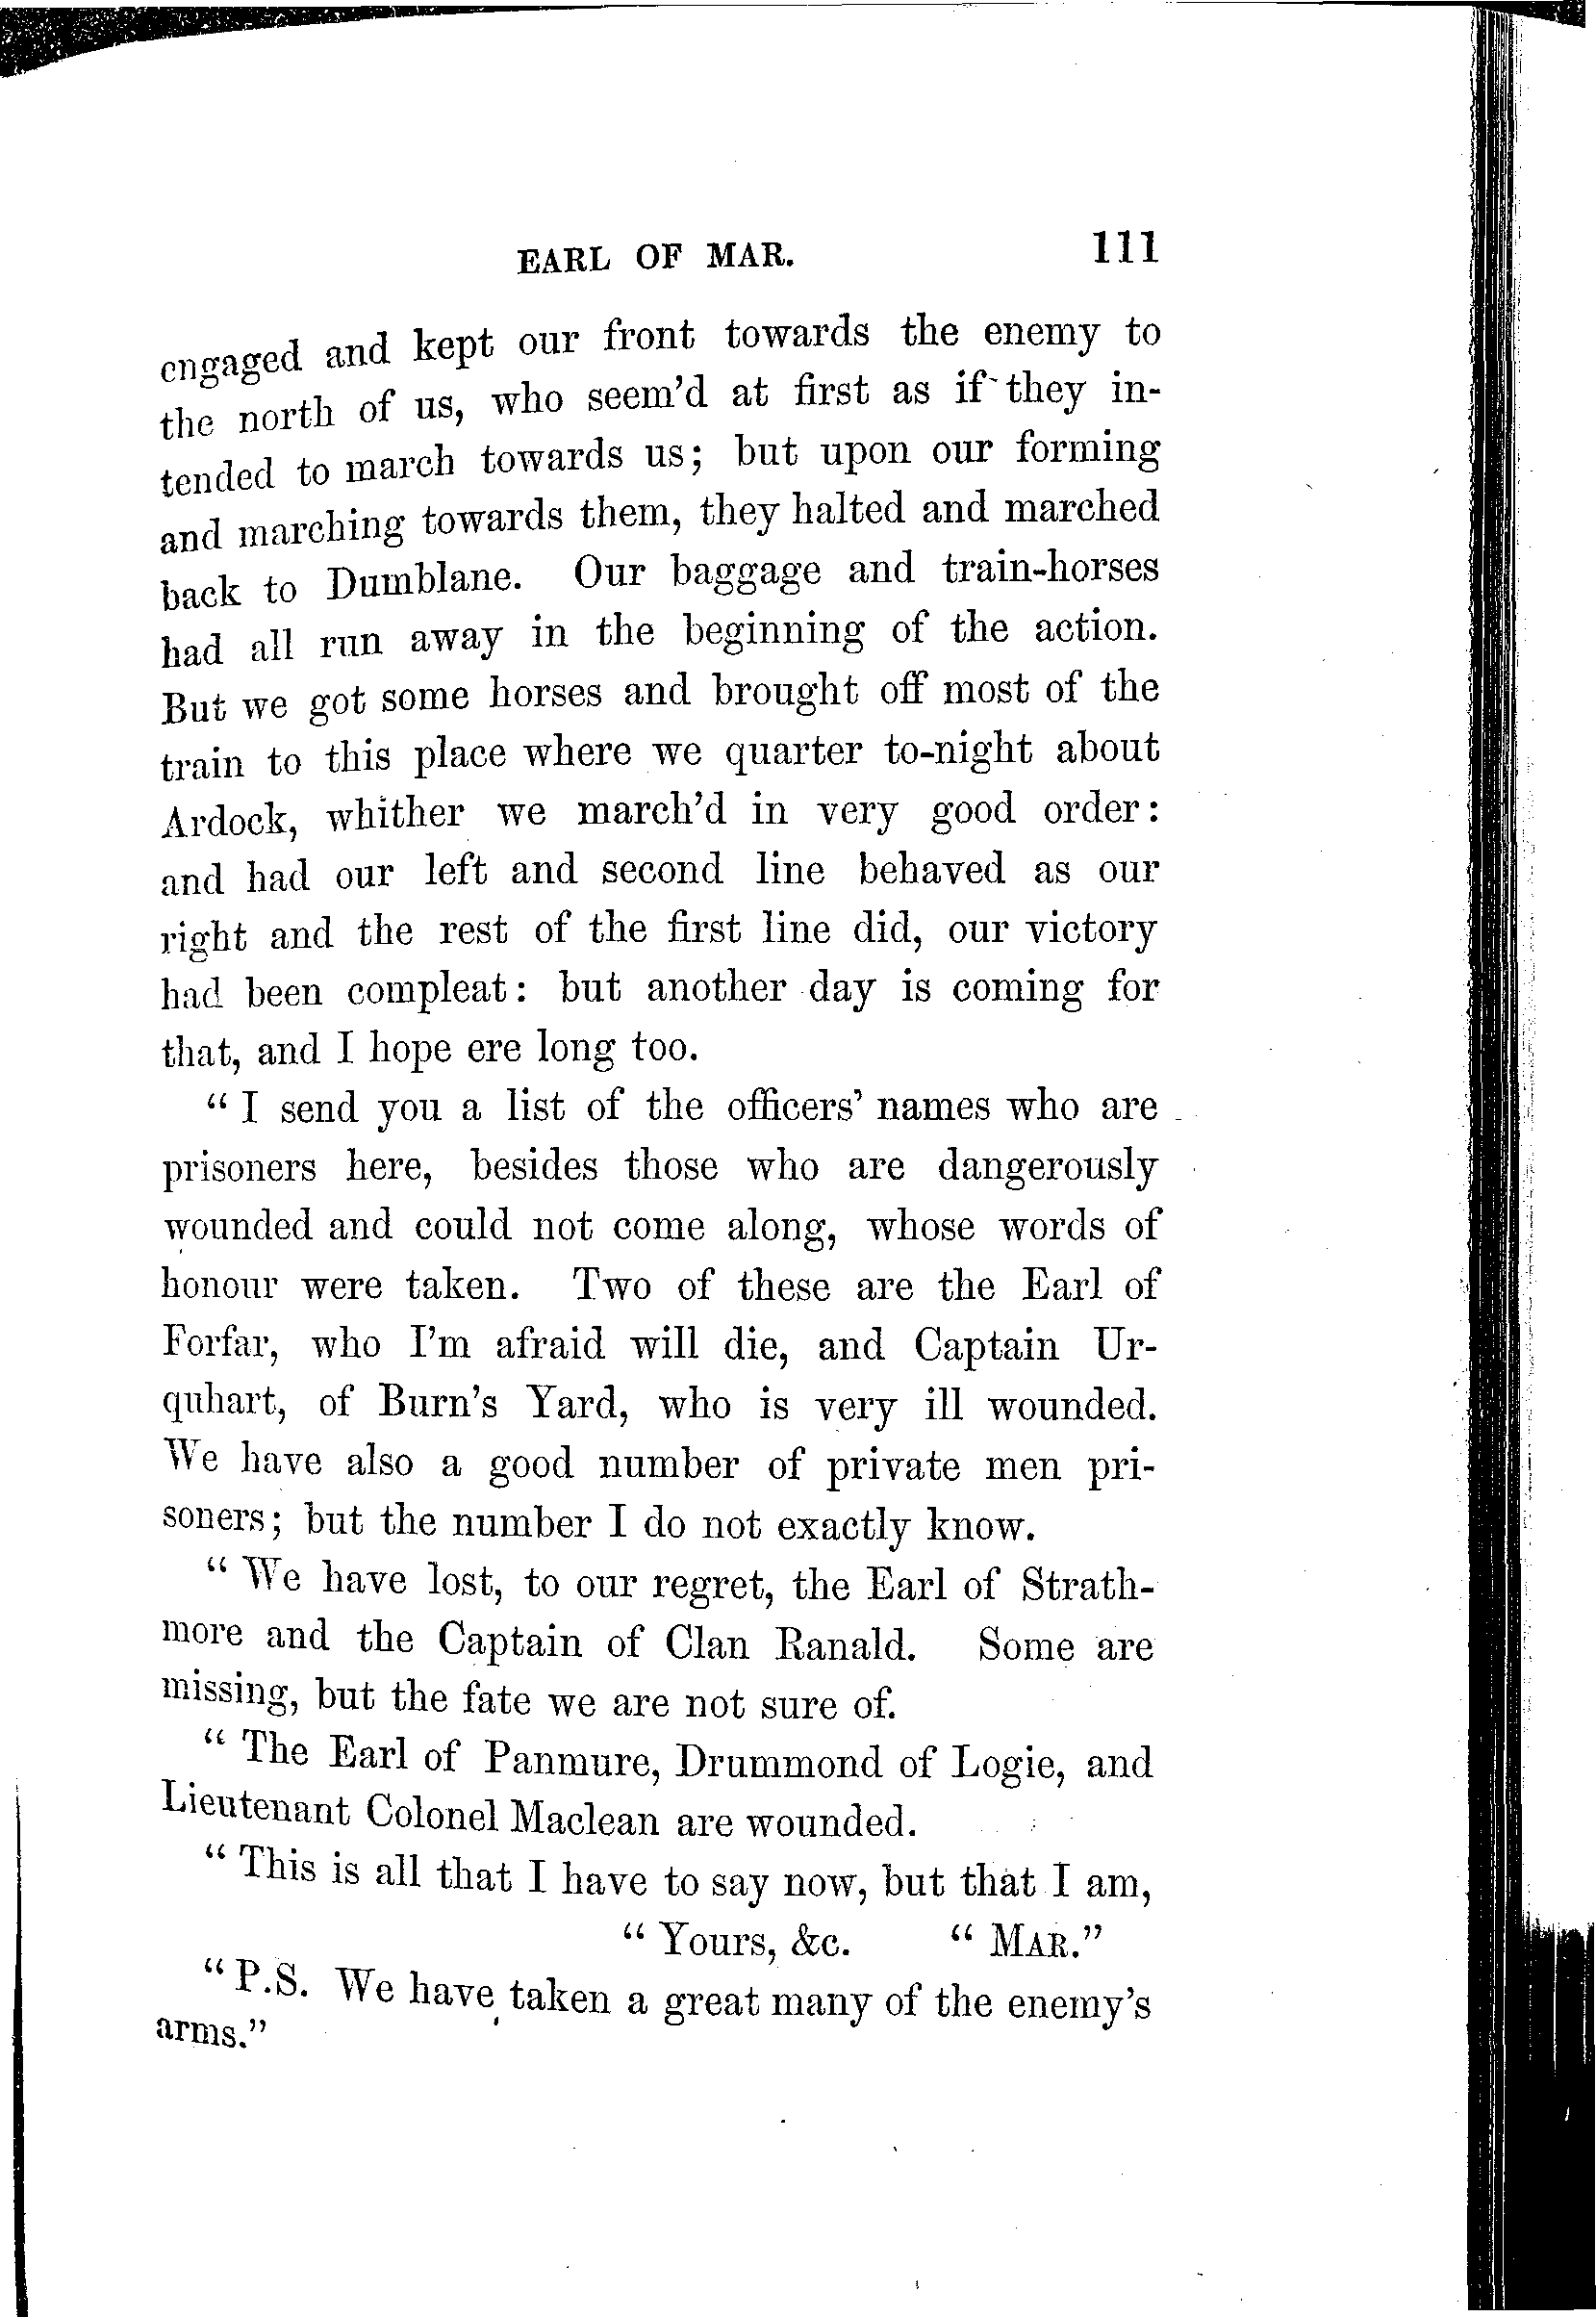 EARL OF MAR. 111
engaged and kept our front towards the enemy to
the north of us, who seem'd at first as if they in-
tended to march towards us; but upon our forming
and marching towards them, they halted and marched
back to Dumblane. Our baggage and train-horses
had all run away in the beginning of the action.
But we got some horses and brought off most of the
train to this place where we quarter to-night about
Ardock, whither we march'd in very good order:
and had our left and second line behaved as our
right and the rest of the first line did, our victory
had been compleat: but another day is coming for
that, and I hope ere long too.
"I send you a list of the officers' names who are
prisoners here, besides those who are dangerously
wounded and could not come along, whose words of
honour were taken. Two of these are the Earl of
Forfar, who I'm afraid will die, and Captain Ur-
quhart, of Burn's Yard, who is very ill wounded.
We have also a good number of private men pri-
soners; but the number I do not exactly know.
"We have lost, to our regret, the Earl of Strath-
more and the Captain of Clan Ranald. Some are
missing, but the fate we are not sure of.
"The Earl of Panmure, Drummond of Logie, and
Lieutenant Colonel Maclean are wounded.
"This is all that I have to say now, but that I am,
"Yours, &c. "MAR."
"P.S. We have taken a great many of the enemy's
arms."